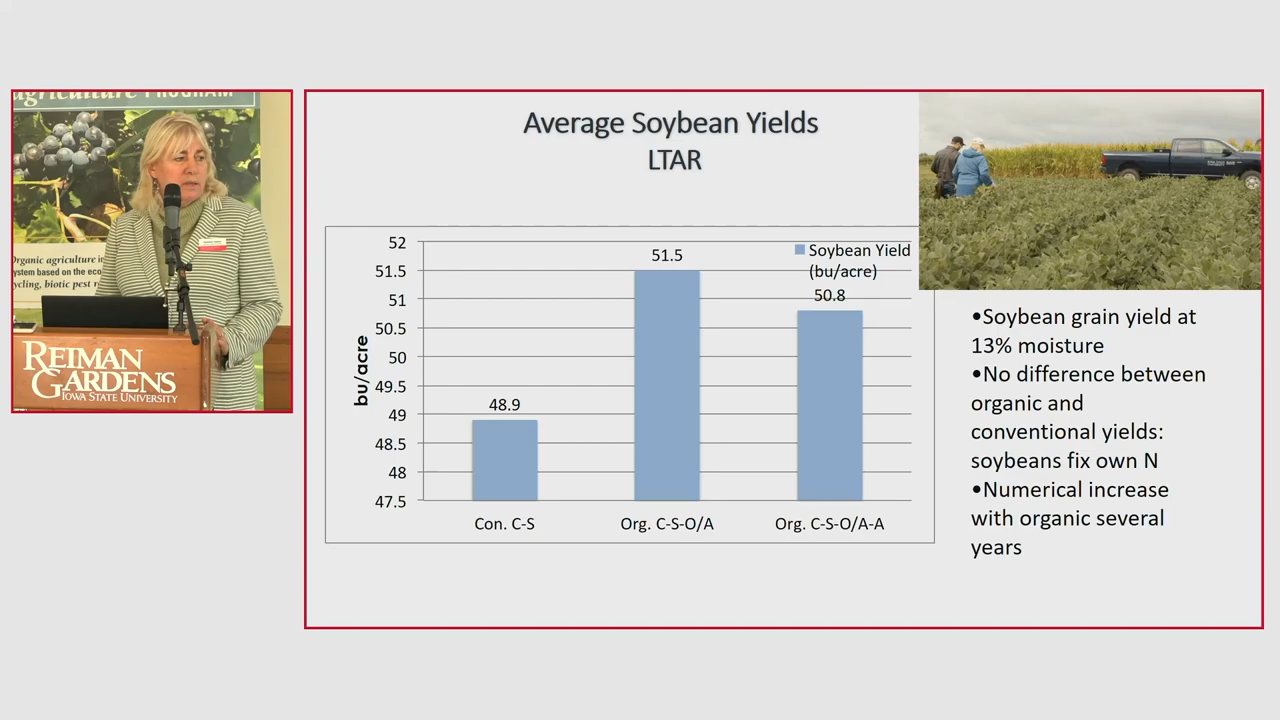 agriculture PROGRAM
Organic agriculture i
ystem based on the eco
ycling, biotic pest r
REIMAN
GARDENS
IOWA STATE UNIVERSITY
Average Soybean Yields
LTAR
52
51.5
51
50.5
50
49.5
49
48.5
48
47.5
bu/acre
48.9
51.5
50.8
Soybean Yield
(bu/acre)
Con. C-S
Org. C-S-O/A
Org. C-S-O/A-A
•Soybean grain yield at
13% moisture
•No difference between
organic and
conventional yields:
soybeans fix own N
•Numerical increase
with organic several
years